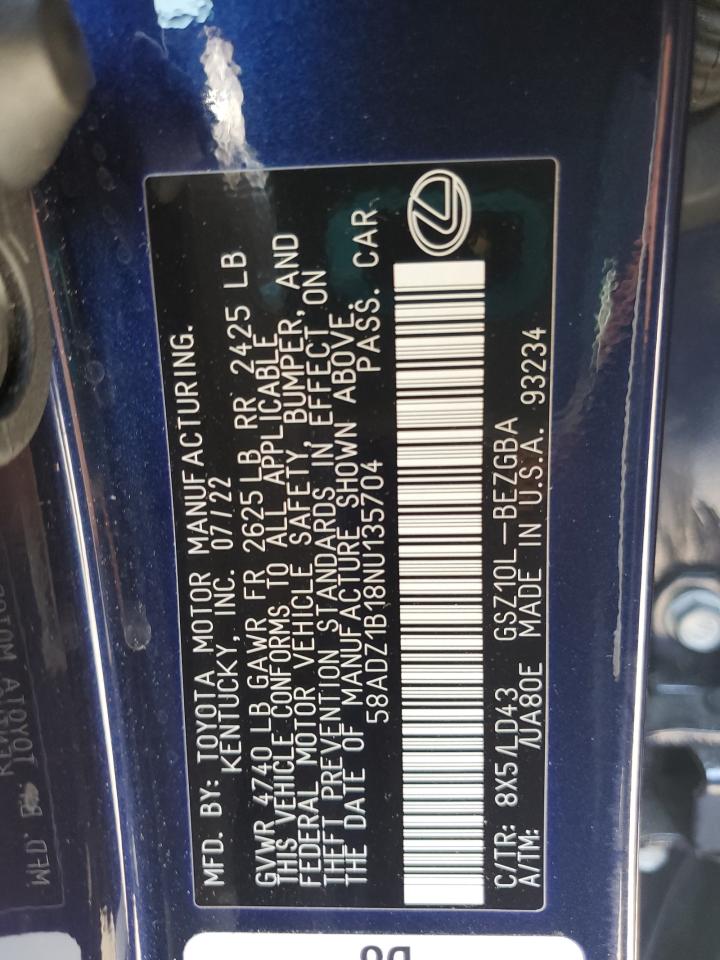 MFD. BY: TOYOTA MOTOR MANUFACTURING.
KENTUCKY, INC. 07/22
GVWR 4740 LB GAWR FR 2625 LB RR 2425 LB
THIS VEHICLE CONFORMS TO ALL APPLICABLE
FEDERAL MOTOR VEHICLE SAFETY, BUMPER, AND
THEFT PREVENTION STANDARDS IN EFFECT ON
THE DATE OF MANUFACTURE SHOWN ABOVE.
58ADZ1B18NU135704 PASS. CAR
C/TR: 8X5/LD43 GSZ10L-BEZGBA
A/TM: /UA80E MADE IN U.S.A. 93234